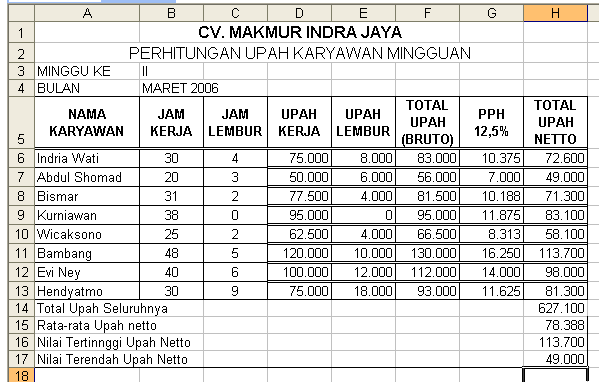 A B C D E F G H
1 CV. MAKMUR INDRA JAYA
2 PERHITUNGAN UPAH KARYAWAN MINGGUAN
3 MINGGU KE II
4 BULAN MARET 2006
5 NAMA KARYAWAN JAM KERJA JAM LEMBUR UPAH KERJA UPAH LEMBUR TOTAL UPAH (BRUTO) PPH 12,5% TOTAL UPAH NETTO
6 Indria Wati 30 4 75.000 8.000 83.000 10.375 72.600
7 Abdul Shomad 20 3 50.000 6.000 56.000 7.000 49.000
8 Bismar 31 2 77.500 4.000 81.500 10.188 71.300
9 Kurniawan 38 0 95.000 0 95.000 11.875 83.100
10 Wicaksono 25 2 62.500 4.000 66.500 8.313 58.100
11 Bambang 48 5 120.000 10.000 130.000 16.250 113.700
12 Evi Ney 40 6 100.000 12.000 112.000 14.000 98.000
13 Hendyatmo 30 9 75.000 18.000 93.000 11.625 81.300
14 Total Upah Seluruhnya 627.100
15 Rata-rata Upah netto 78.388
16 Nilai Tertinnggi Upah Netto 113.700
17 Nilai Terendah Upah Netto 49.000
18